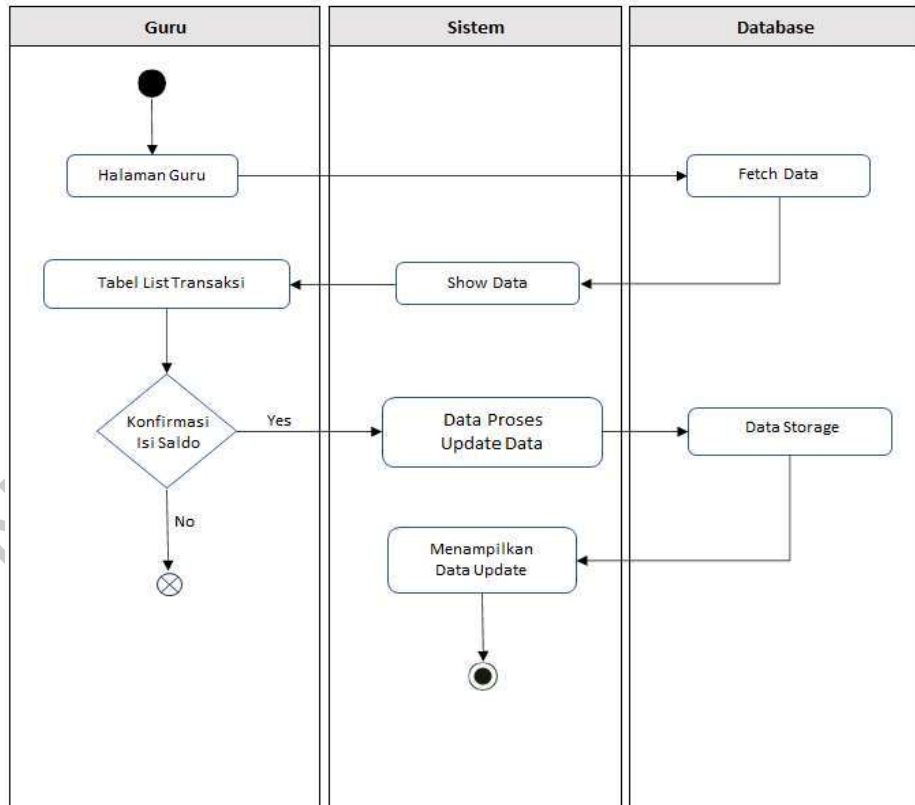 Guru
Sistem
Database
Halaman Guru
Fetch Data
Tabel List Transaksi
Show Data
Konfirmasi
Isi Saldo
Yes
Data Proses
Update Data
Data Storage
No
Menampilkan
Data Update